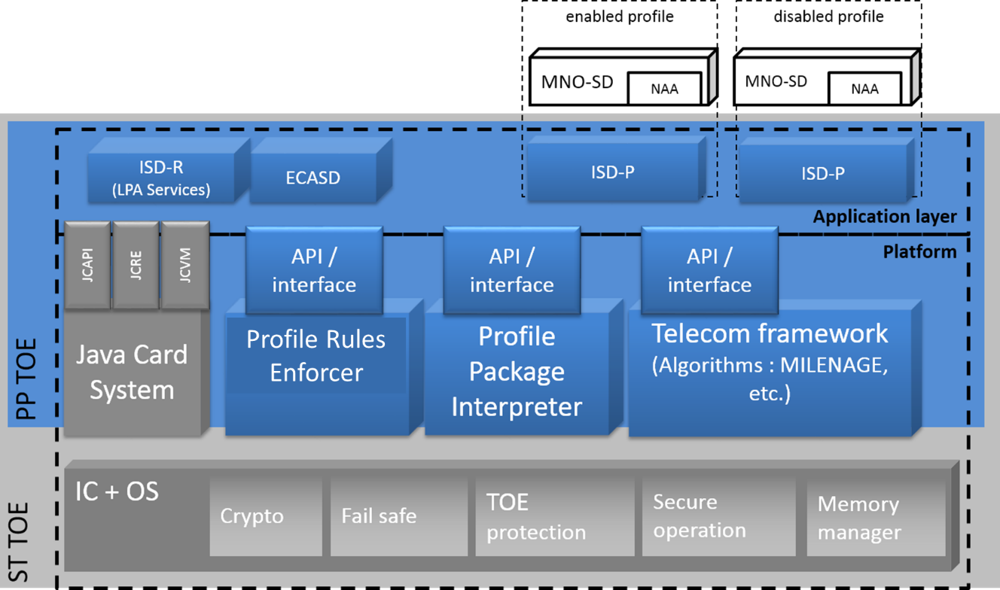 enabled profile
disabled profile
MNO-SD
NAA
MNO-SD
NAA
ISD-R
(LPA Services)
ECASD
ISD-P
ISD-P
Application layer
Platform
JCAPI
JCRE
JCVM
API /
interface
API /
interface
API /
interface
Java Card
System
Profile Rules
Enforcer
Profile
Package
Interpreter
Telecom framework
(Algorithms : MILENAGE,
etc.)
PP TOE
IC + OS
Crypto
Fail safe
TOE
protection
Secure
operation
Memory
manager
ST TOE